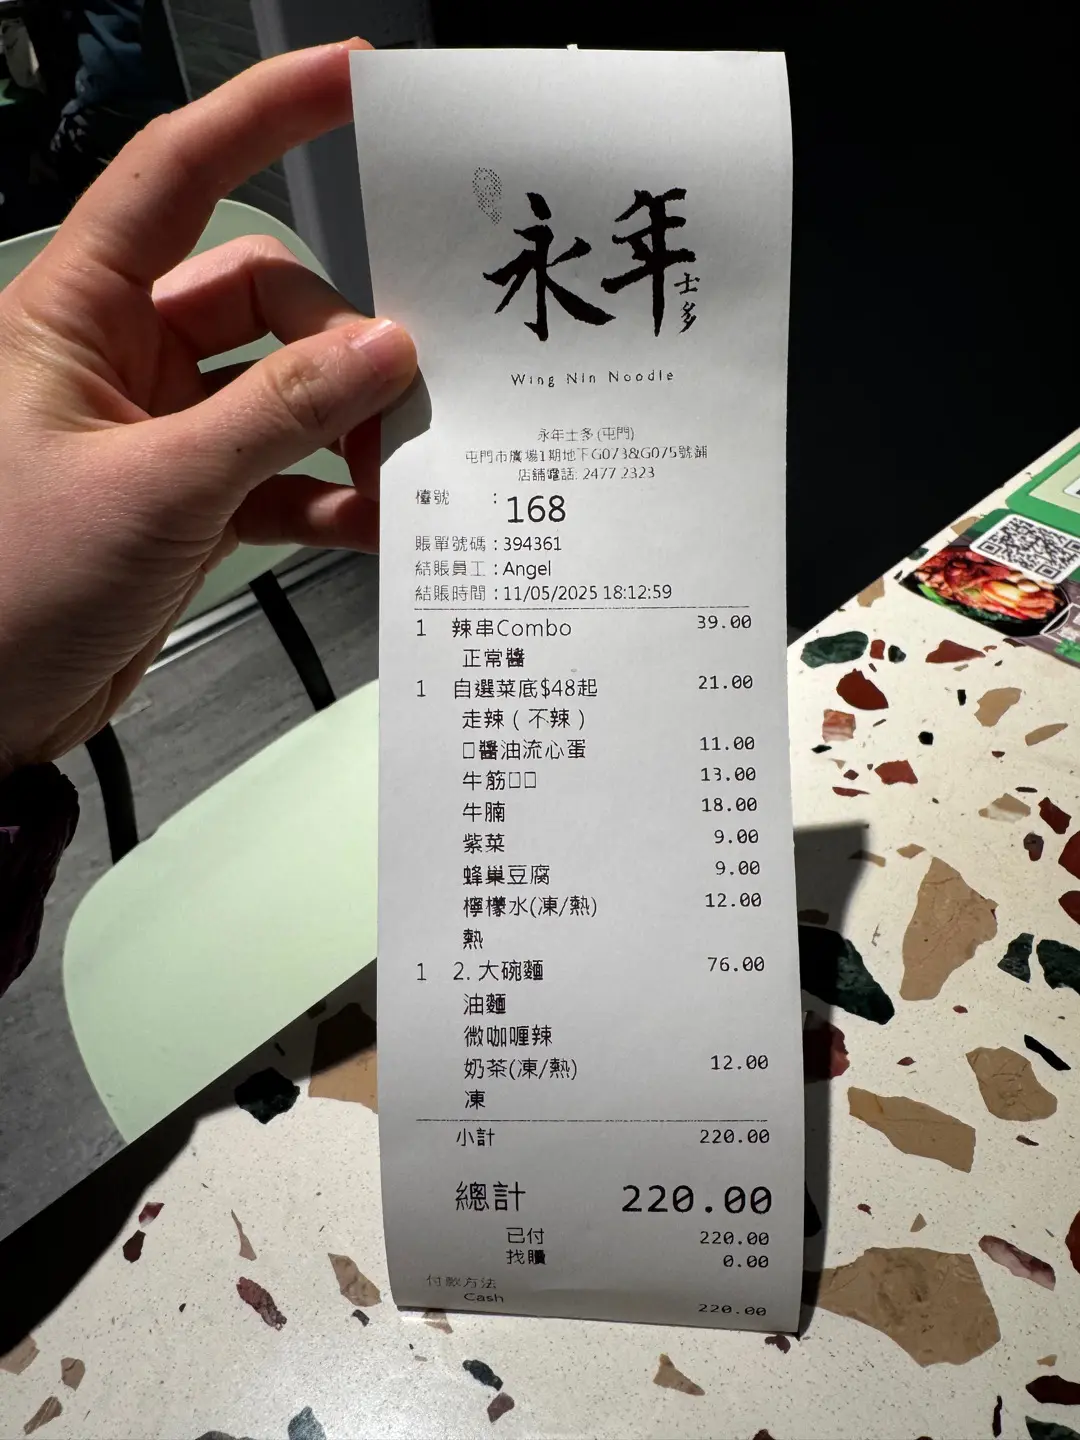 永年
士多
Wing Nin Noodle
永年士多(屯門)
屯門市廣場1期地下G073&G075號鋪
店舖電話: 2477 2323
檯號 : 168
賬單號碼 : 394361
結賬員工 : Angel
結賬時間 : 11/05/2025 18:12:59
1 辣串Combo 39.00
正常醬
1 自選菜底$48起 21.00
走辣 ( 不辣 )
□醬油流心蛋 11.00
牛筋□□ 13.00
牛腩 18.00
紫菜 9.00
蜂巢豆腐 9.00
檸檬水(凍/熱) 12.00
熱
1 2. 大碗麵 76.00
油麵
微咖喱辣
奶茶(凍/熱) 12.00
凍
小計 220.00
總計 220.00
已付 220.00
找贖 0.00
付款方法
Cash 220.00